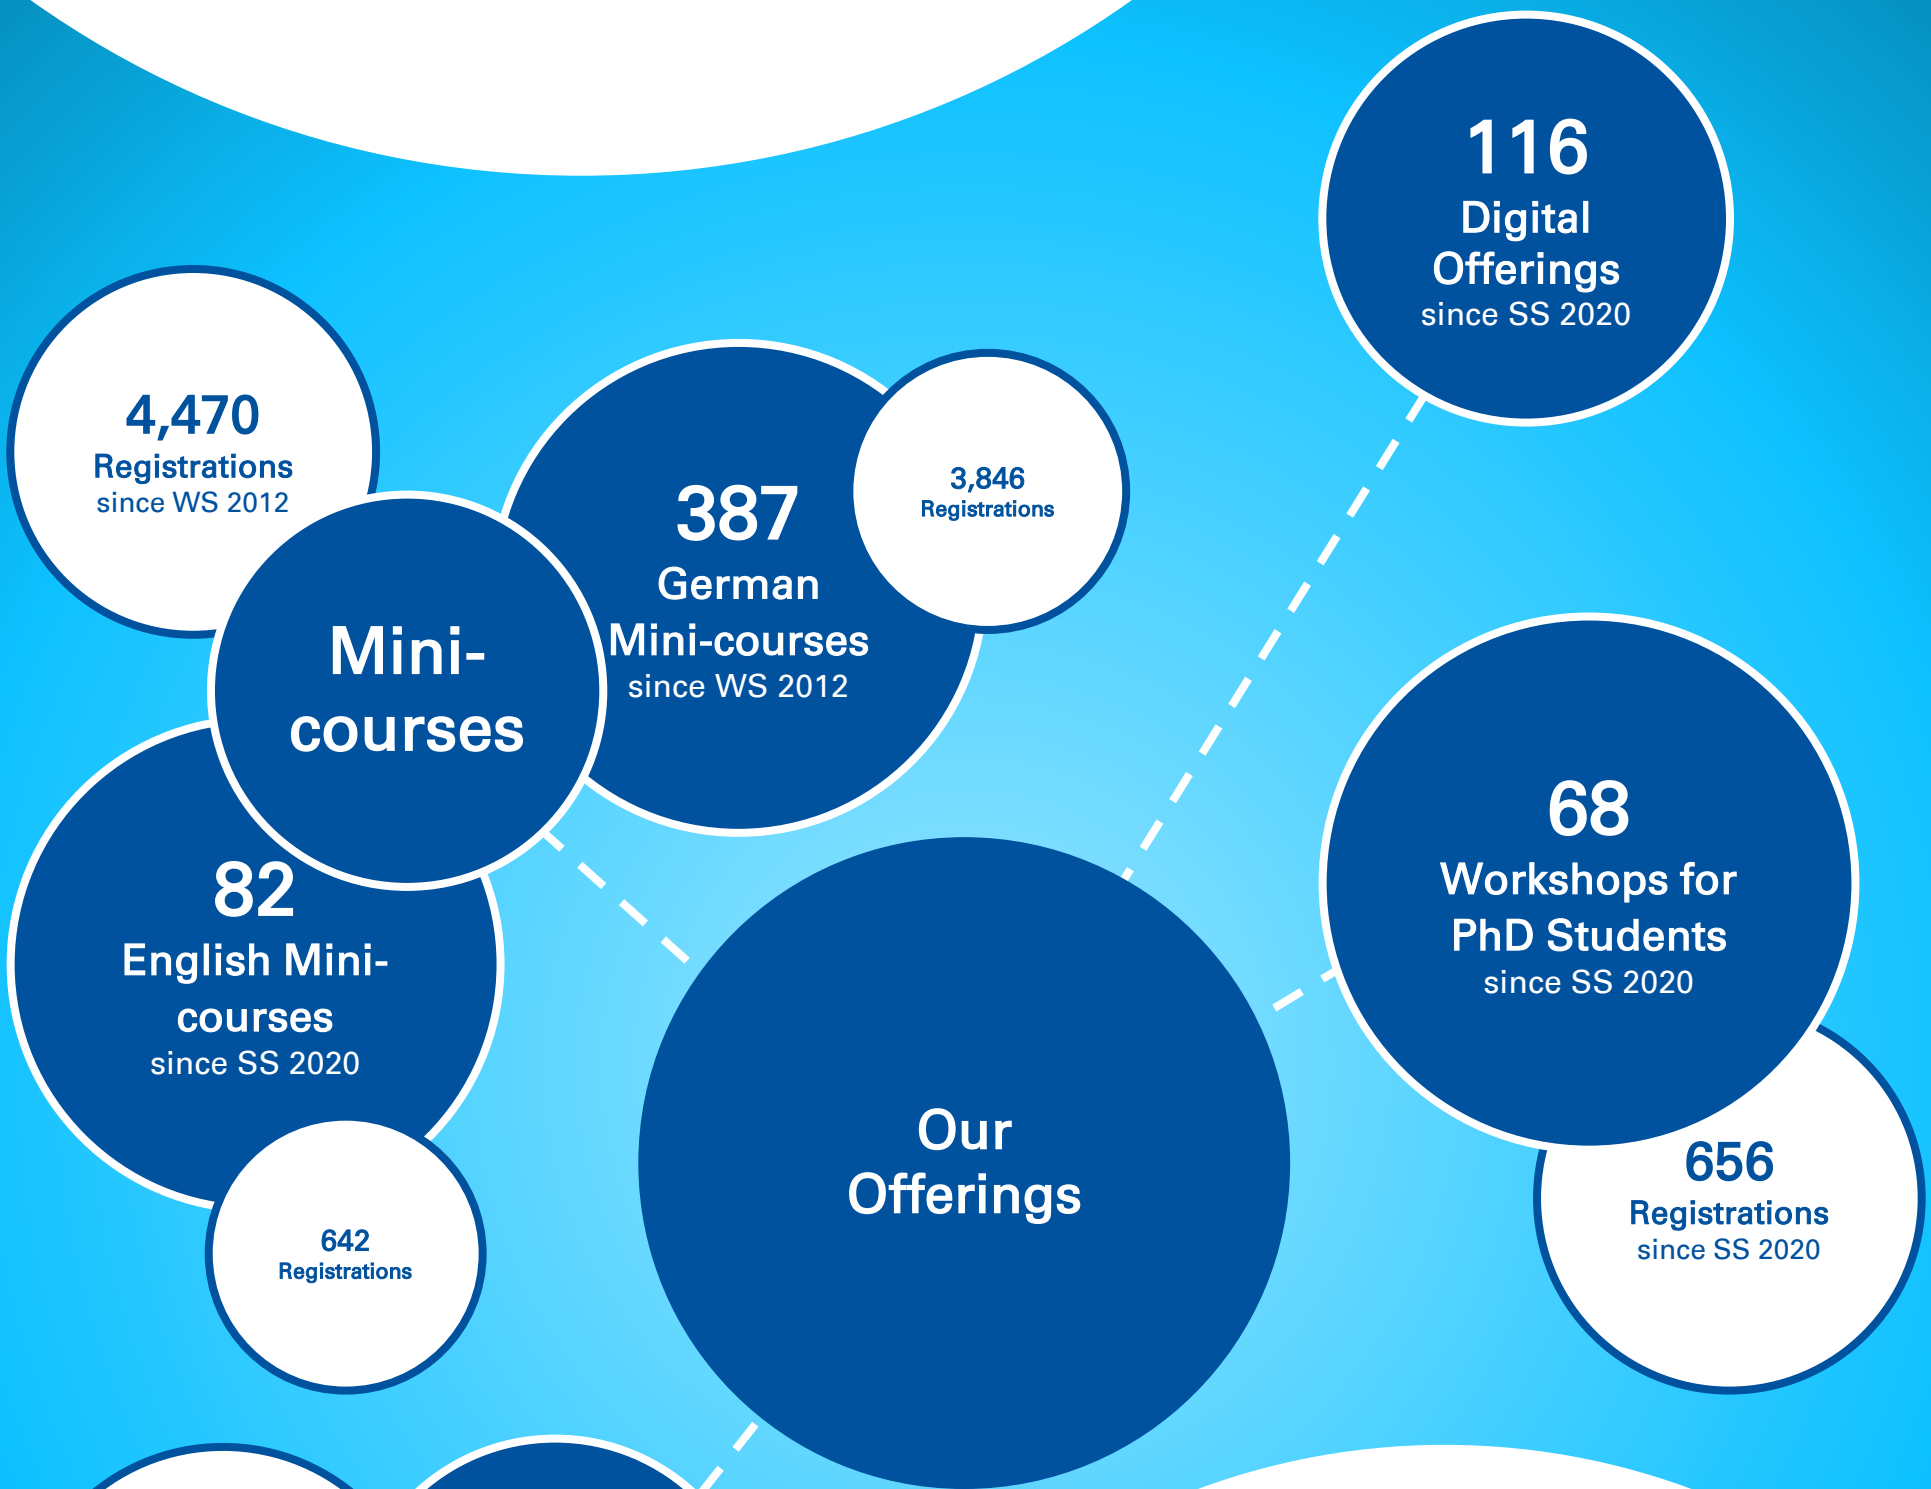 116
Digital
Offerings
since SS 2020
4,470
Registrations
since WS 2012
387
German
Mini-courses
since WS 2012
3,846
Registrations
Mini-
courses
82
English Mini-
courses
since SS 2020
642
Registrations
68
Workshops for
PhD Students
since SS 2020
656
Registrations
since SS 2020
Our
Offerings